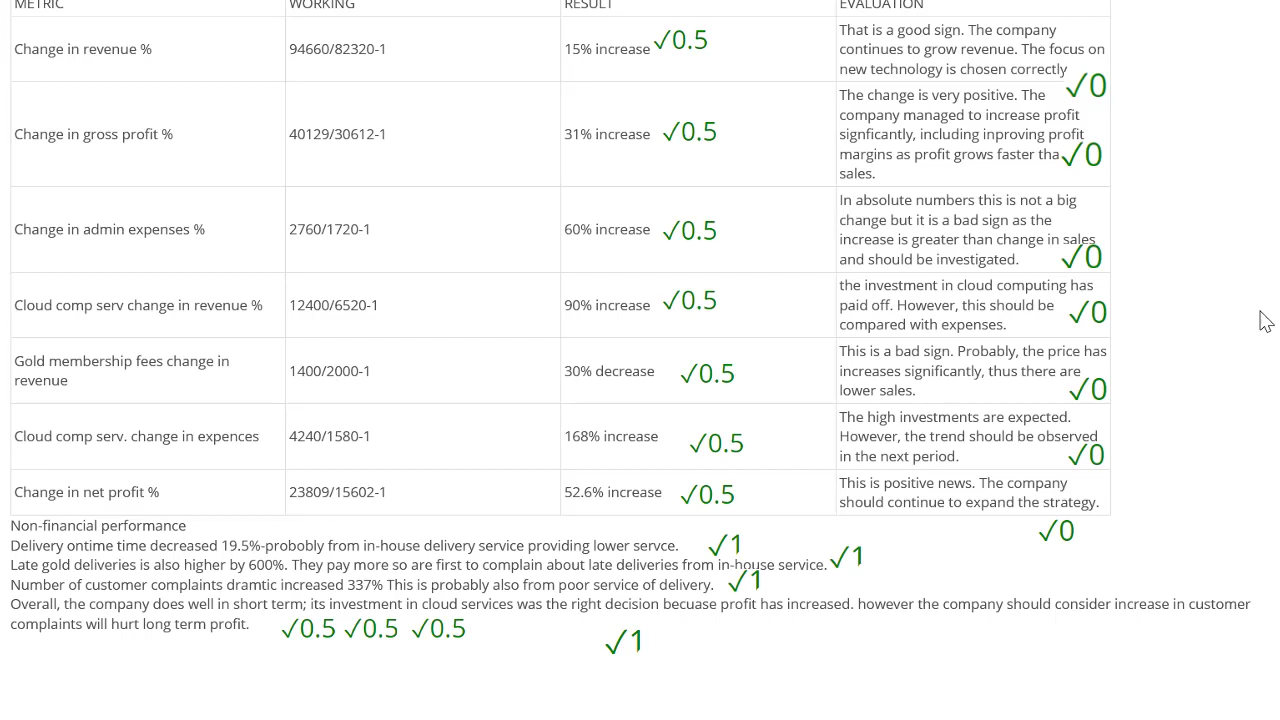 METRIC WORKING RESULT EVALUATION
Change in revenue % 94660/82320-1 15% increase ✓0.5 That is a good sign. The company
continues to grow revenue. The focus on
new technology is chosen correctly ✓0
Change in gross profit % 40129/30612-1 31% increase ✓0.5 The change is very positive. The
company managed to increase profit
signficantly, including inproving profit
margins as profit grows faster tha ✓0
sales.
Change in admin expenses % 2760/1720-1 60% increase ✓0.5 In absolute numbers this is not a big
change but it is a bad sign as the
increase is greater than change in sales
and should be investigated. ✓0
Cloud comp serv change in revenue % 12400/6520-1 90% increase ✓0.5 the investment in cloud computing has
paid off. However, this should be
compared with expenses. ✓0
Gold membership fees change in
revenue 1400/2000-1 30% decrease ✓0.5 This is a bad sign. Probably, the price has
increases significantly, thus there are
lower sales. ✓0
Cloud comp serv. change in expences 4240/1580-1 168% increase ✓0.5 The high investments are expected.
However, the trend should be observed
in the next period. ✓0
Change in net profit % 23809/15602-1 52.6% increase ✓0.5 This is positive news. The company
should continue to expand the strategy.
✓0
Non-financial performance
Delivery ontime time decreased 19.5%-probobly from in-house delivery service providing lower servce. ✓1
Late gold deliveries is also higher by 600%. They pay more so are first to complain about late deliveries from in-house service. ✓1
Number of customer complaints dramtic increased 337% This is probably also from poor service of delivery. ✓1
Overall, the company does well in short term; its investment in cloud services was the right decision becuase profit has increased. however the company should consider increase in customer
complaints will hurt long term profit. ✓0.5 ✓0.5 ✓0.5 ✓1